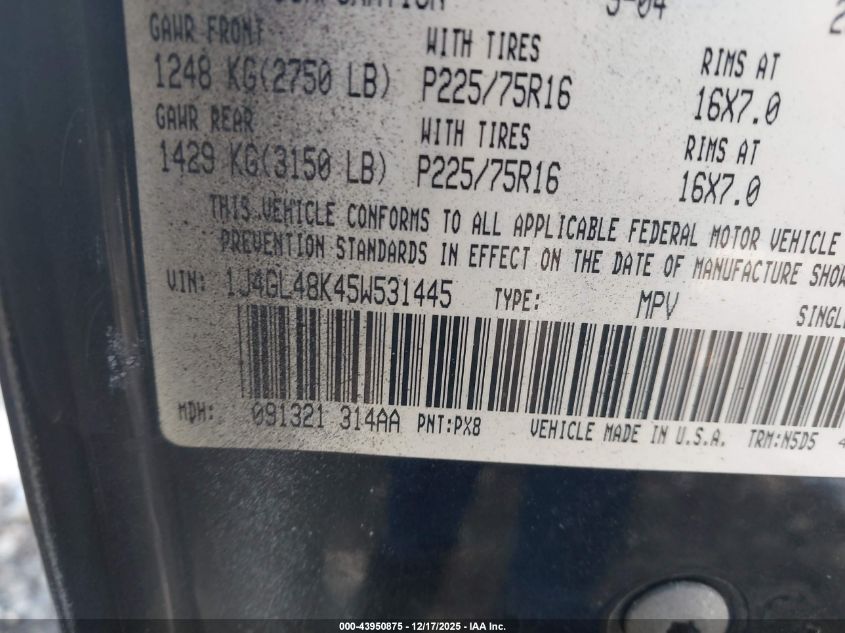 GAWR FRONT WITH TIRES RIMS AT
1248 KG(2750 LB) P225/75R16 16X7.0
GAWR REAR WITH TIRES RIMS AT
1429 KG(3150 LB) P225/75R16 16X7.0
THIS VEHICLE CONFORMS TO ALL APPLICABLE FEDERAL MOTOR VEHICLE
PREVENTION STANDARDS IN EFFECT ON THE DATE OF MANUFACTURE SHOW
VIN: 1J4GL48K45W531445 TYPE: MPV SINGLE
MDH: 091321 314AA PNT:PX8 VEHICLE MADE IN U.S.A. TRM:N5D5 4
000-43950875 - 12/17/2025 - IAA Inc.